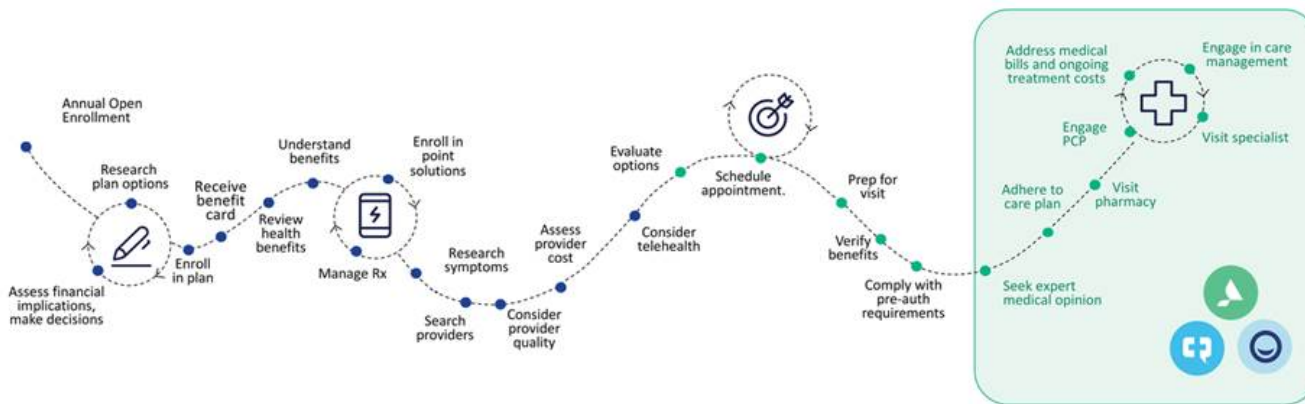 Annual Open
Enrollment
Research
plan options
Assess financial
implications,
make decisions
Enroll
in plan
Receive
benefit
card
Review
health
benefits
Understand
benefits
Enroll in
point
solutions
Manage Rx
Research
symptoms
Search
providers
Consider
provider
quality
Assess
provider
cost
Consider
telehealth
Evaluate
options
Schedule
appointment.
Prep for
visit
Verify
benefits
Comply with
pre-auth
requirements
Seek expert
medical opinion
Adhere to
care plan
Visit
pharmacy
Engage
PCP
Address medical
bills and ongoing
treatment costs
Engage in care
management
Visit specialist